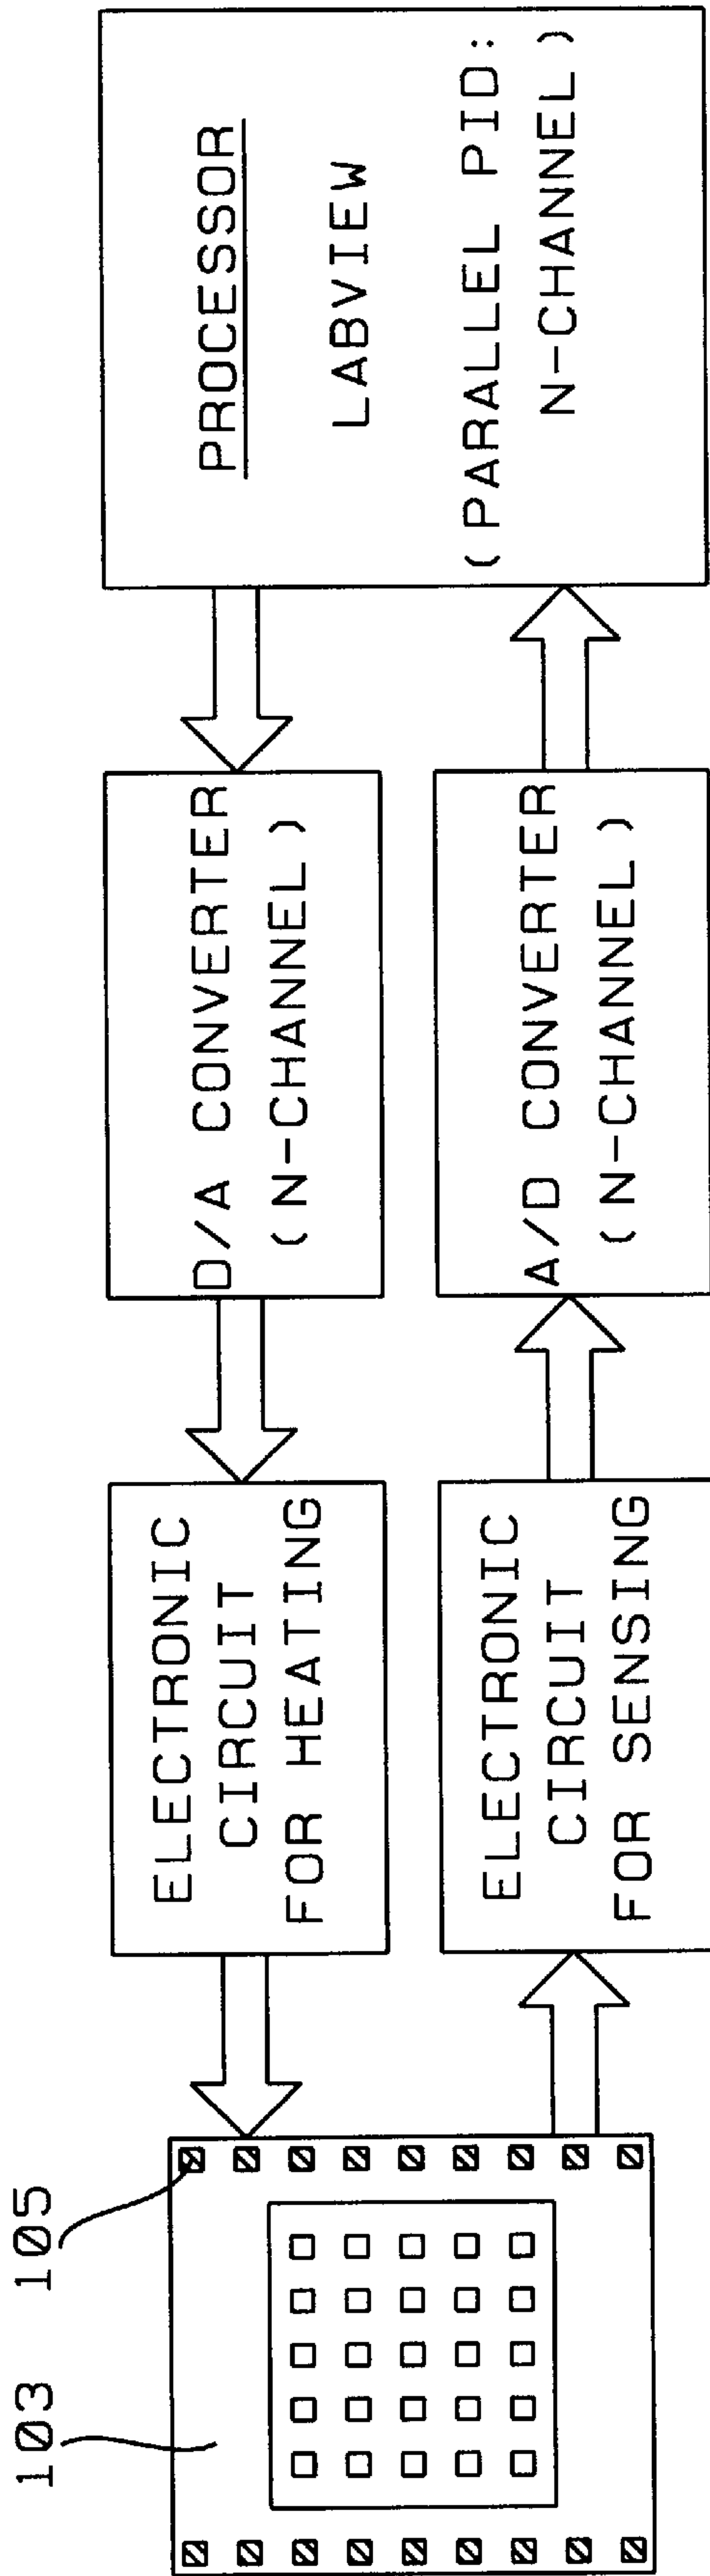 103
105
ELECTRONIC
CIRCUIT
FOR HEATING
D/A CONVERTER
(N-CHANNEL)
PROCESSOR
LABVIEW
(PARALLEL PID:
N-CHANNEL)
ELECTRONIC
CIRCUIT
FOR SENSING
A/D CONVERTER
(N-CHANNEL)